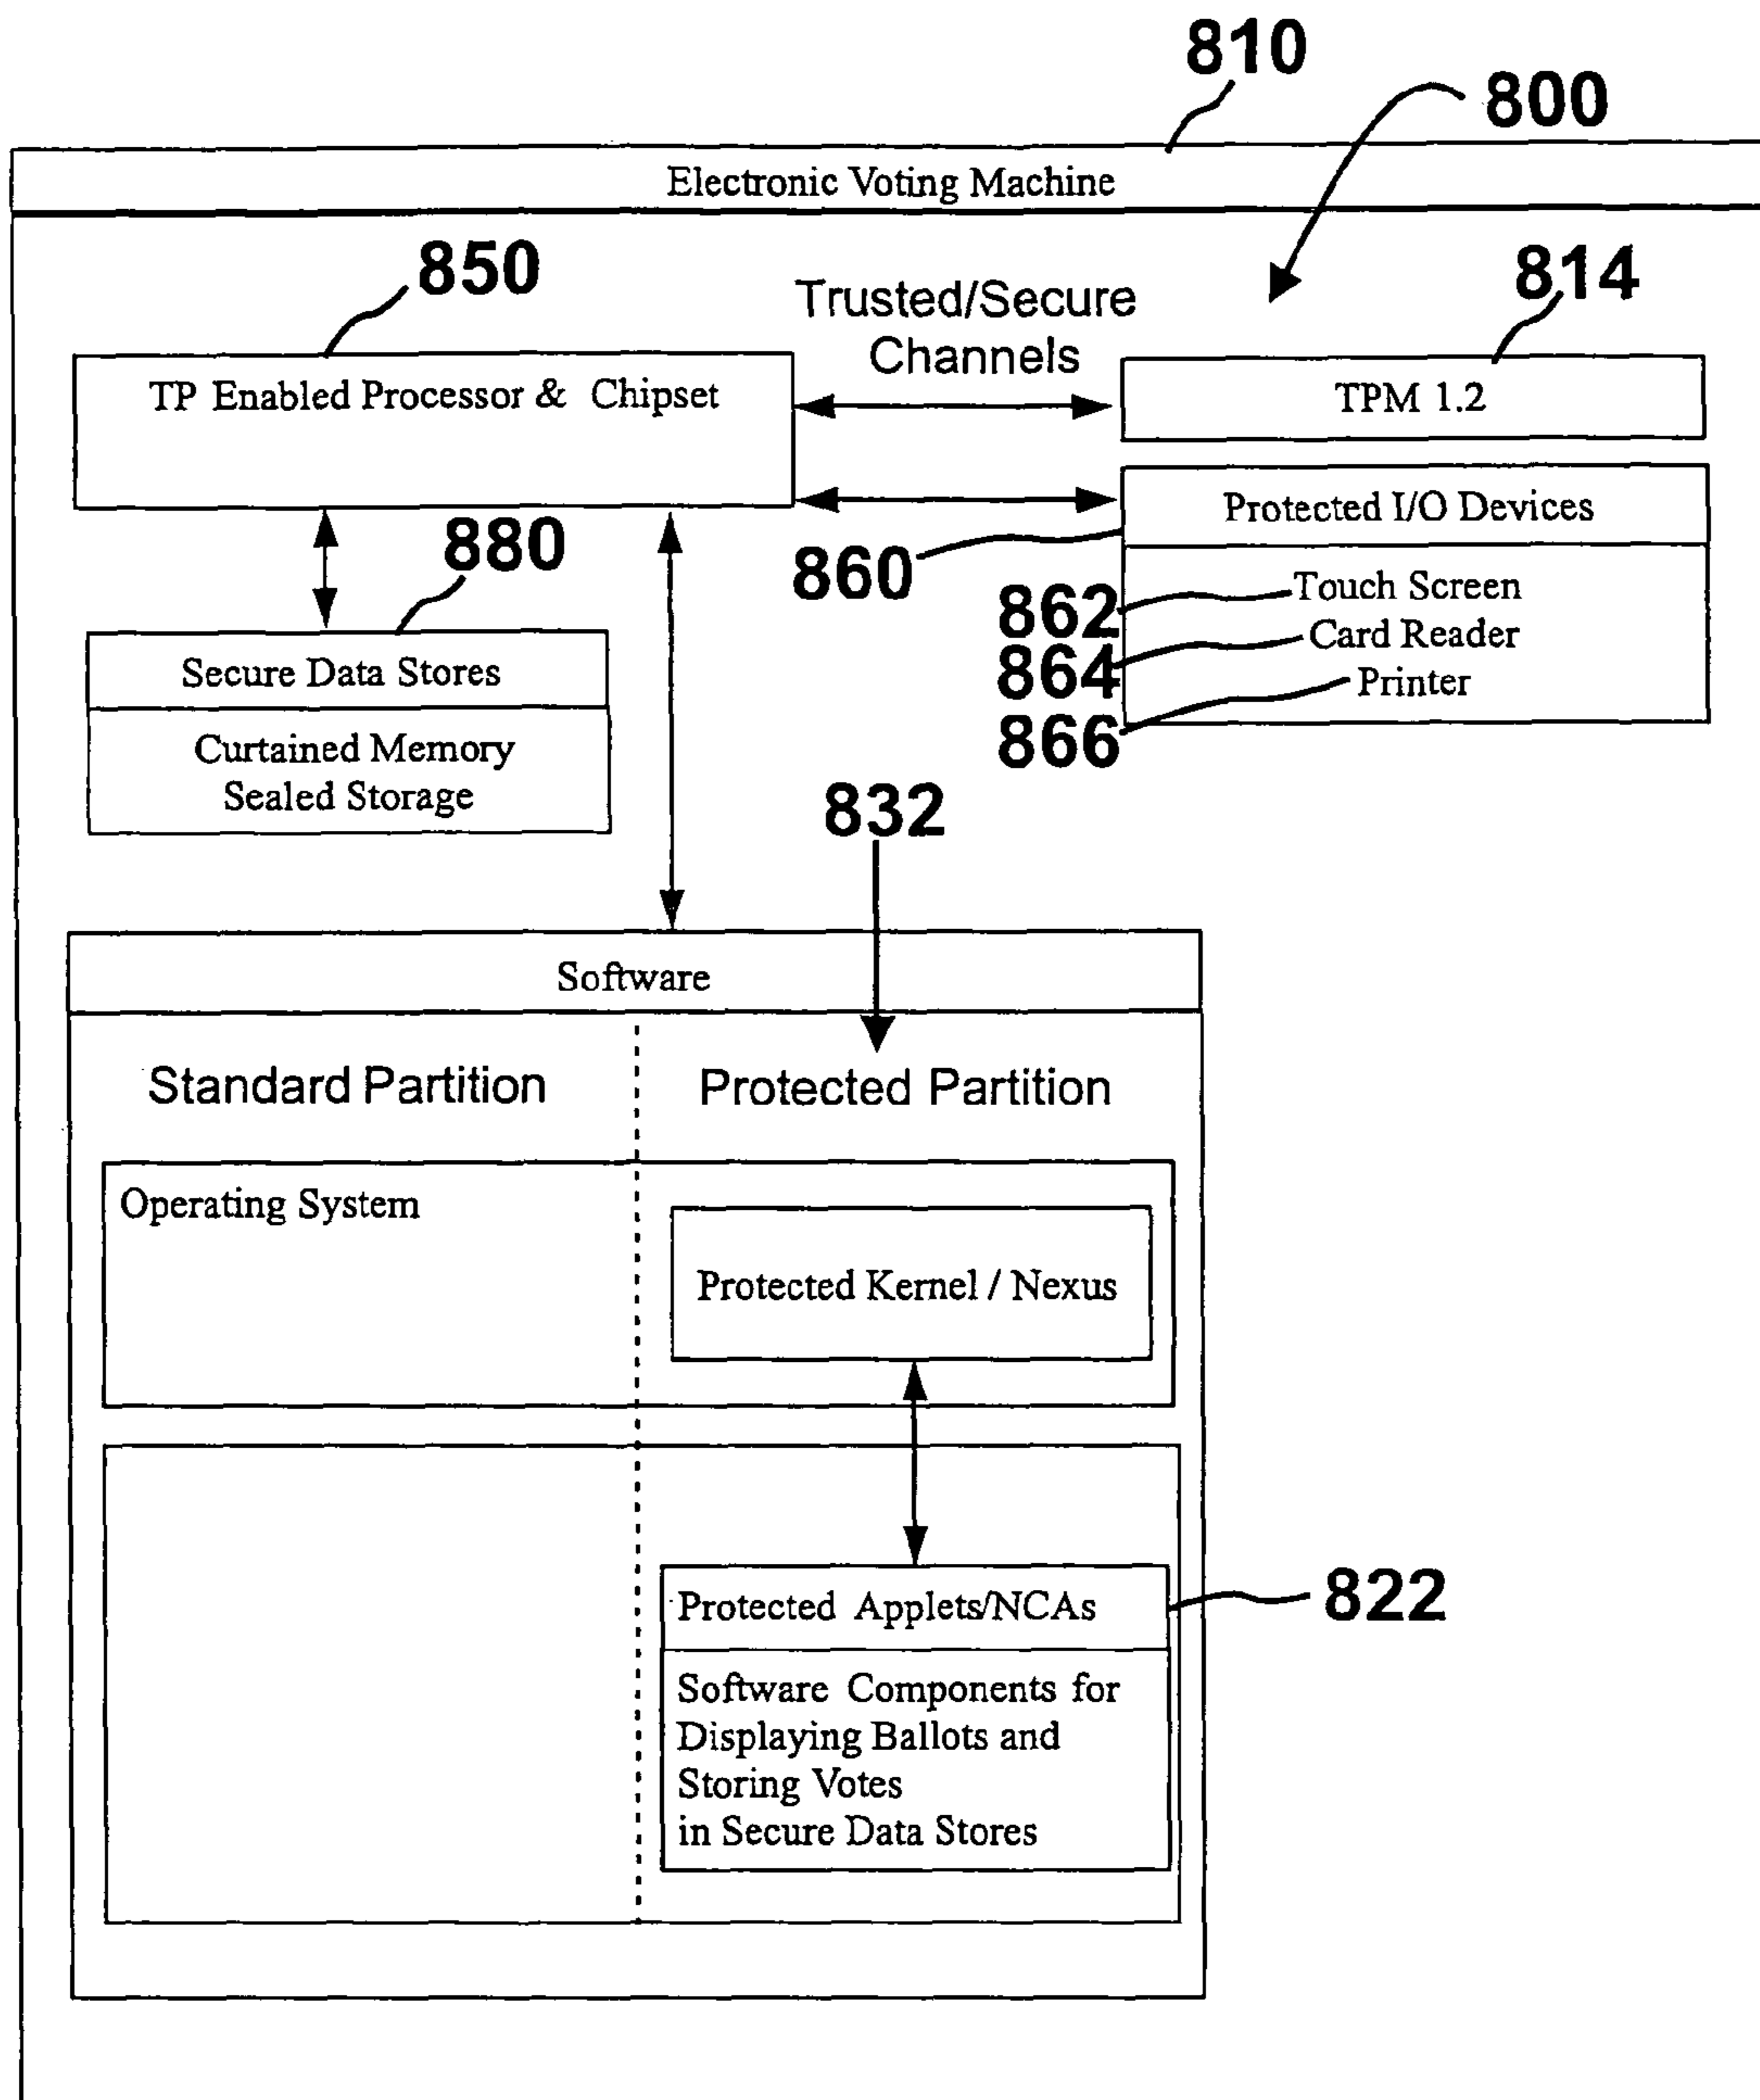 810
800
Electronic Voting Machine
850
Trusted/Secure
Channels
814
TP Enabled Processor & Chipset
TPM 1.2
Protected I/O Devices
880
860
862
Touch Screen
864
Card Reader
866
Printer
Secure Data Stores
Curtained Memory
Sealed Storage
832
Software
Standard Partition
Protected Partition
Operating System
Protected Kernel / Nexus
822
Protected Applets/NCAs
Software Components for
Displaying Ballots and
Storing Votes
in Secure Data Stores